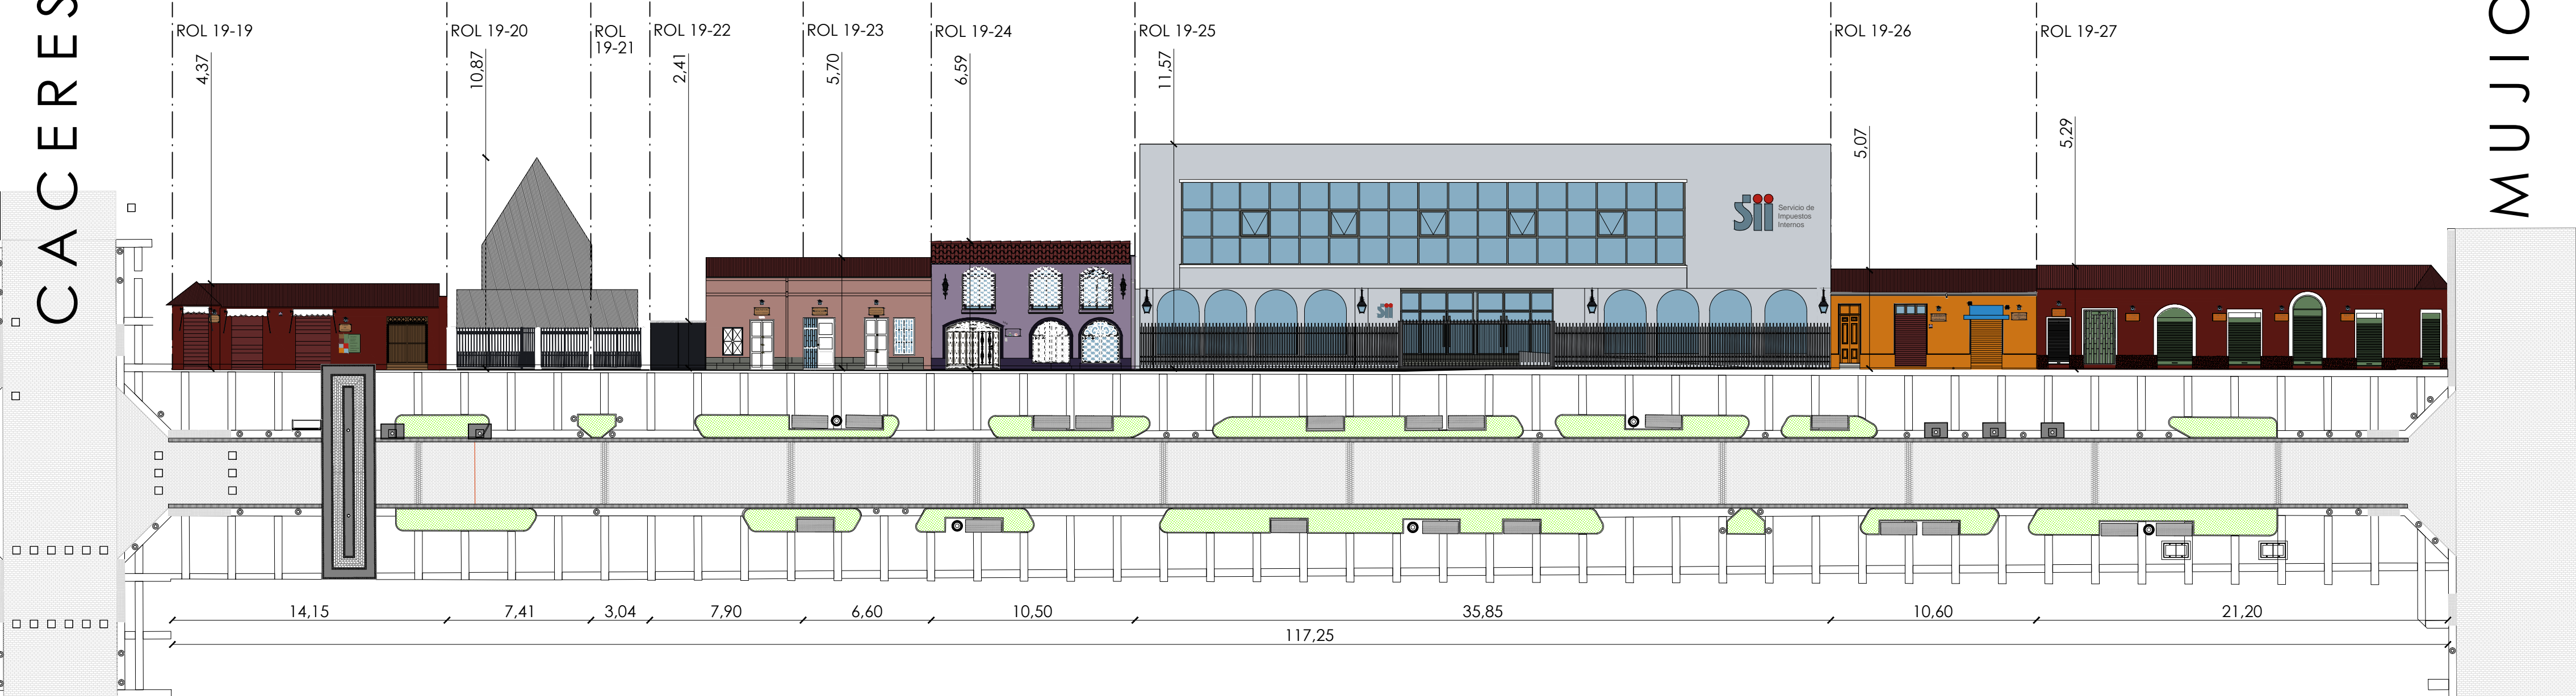 CACERES
MUJIO
ROL 19-19
ROL 19-20
ROL
19-21
ROL 19-22
ROL 19-23
ROL 19-24
ROL 19-25
ROL 19-26
ROL 19-27
4,37
10,87
2,41
5,70
6,59
11,57
5,07
5,29
sii
Servicio de
Impuestos
Internos
sii
14,15
7,41
3,04
7,90
6,60
10,50
35,85
10,60
21,20
117,25